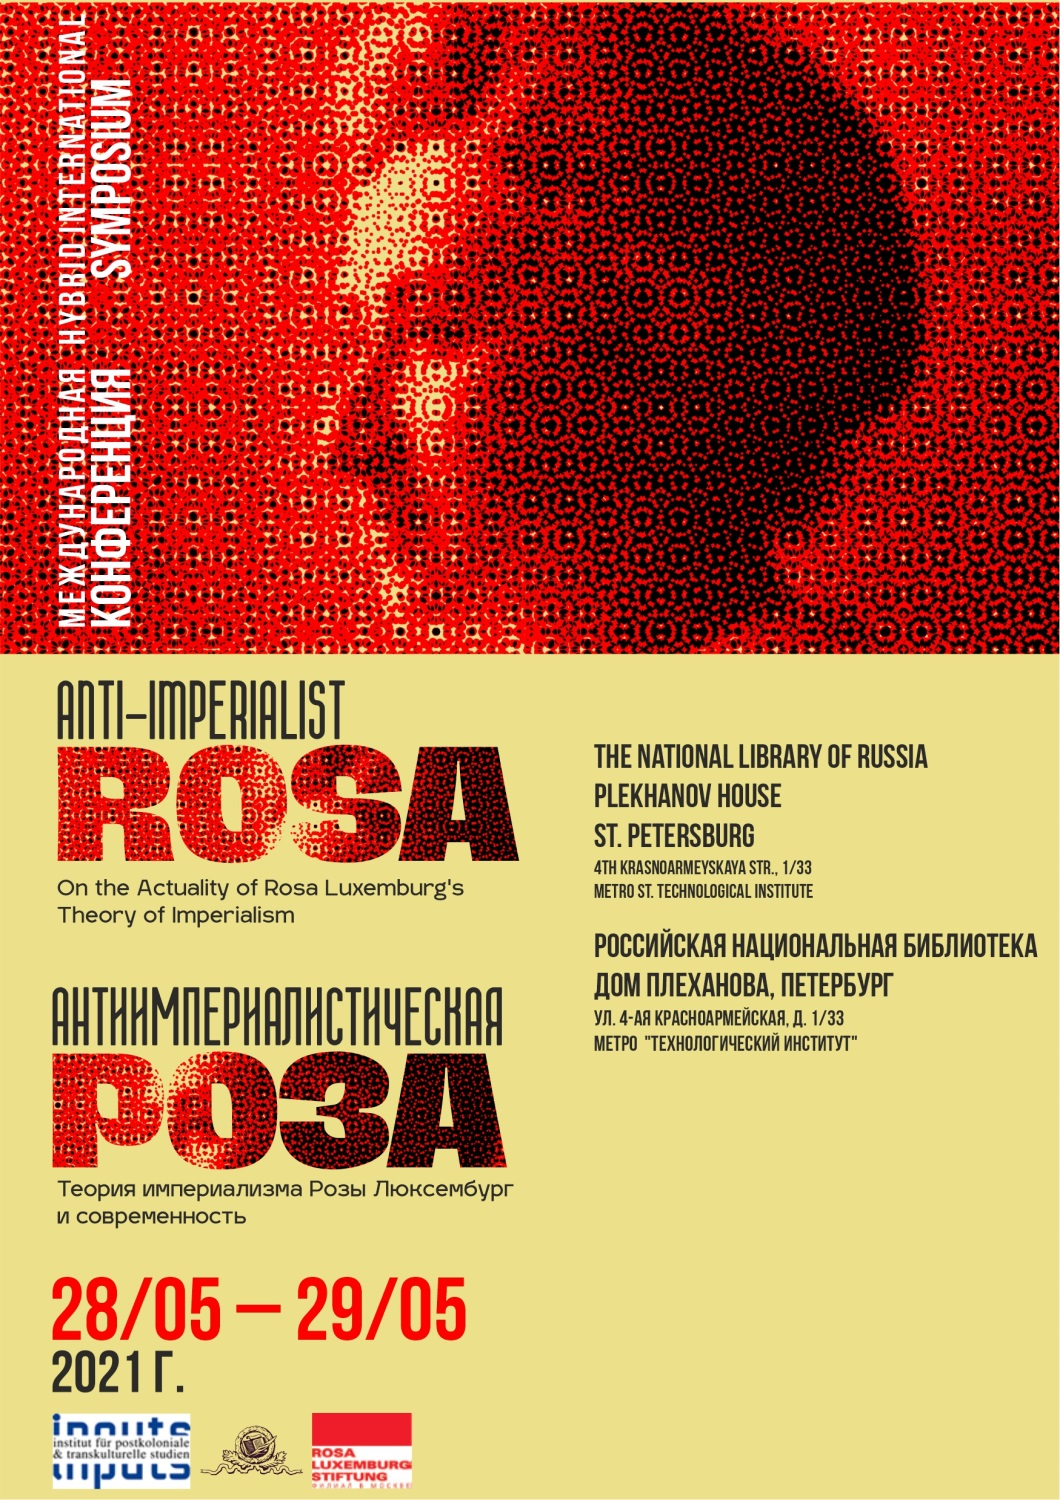 HYBRID INTERNATIONAL
SYMPOSIUM
МЕЖДУНАРОДНАЯ
КОНФЕРЕНЦИЯ
ANTI-IMPERIALIST
ROSA
On the Actuality of Rosa Luxemburg's
Theory of Imperialism
АНТИИМПЕРИАЛИСТИЧЕСКАЯ
РОЗА
Теория империализма Розы Люксембург
и современность
28/05 – 29/05
2021 Г.
THE NATIONAL LIBRARY OF RUSSIA
PLEKHANOV HOUSE
ST. PETERSBURG
4TH KRASNOARMEYSKAYA STR., 1/33
METRO ST. TECHNOLOGICAL INSTITUTE
РОССИЙСКАЯ НАЦИОНАЛЬНАЯ БИБЛИОТЕКА
ДОМ ПЛЕХАНОВА, ПЕТЕРБУРГ
УЛ. 4-АЯ КРАСНОАРМЕЙСКАЯ, Д. 1/33
МЕТРО "ТЕХНОЛОГИЧЕСКИЙ ИНСТИТУТ"
inputs
institut für postkoloniale
& transkulturelle studien
inputs
ROSA
LUXEMBURG
STIFTUNG
ФИЛИАЛ В МОСКВЕ